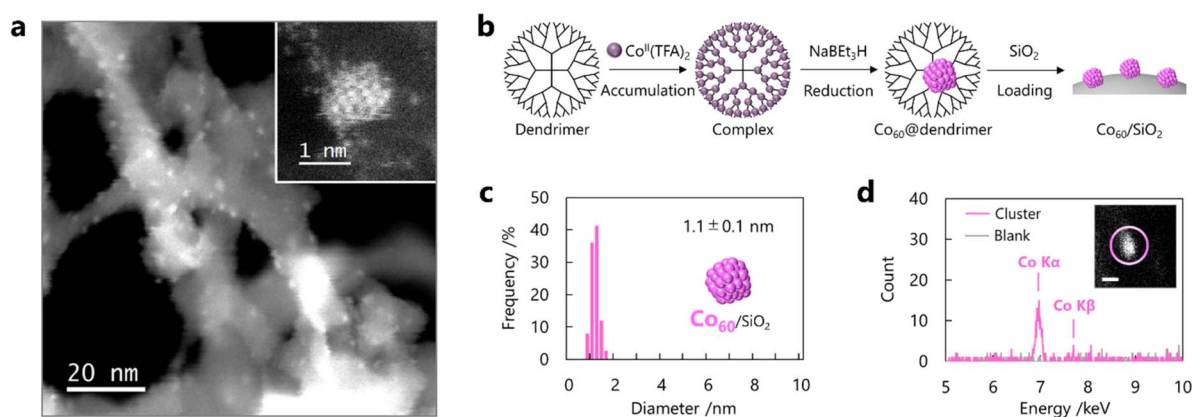 a
1 nm
20 nm
b
Co^II(TFA)₂
Accumulation
NaBEt₃H
Reduction
SiO₂
Loading
Dendrimer
Complex
Co₆₀@dendrimer
Co₆₀/SiO₂
c
Frequency /%
50
40
30
20
10
0
1.1 ± 0.1 nm
Co₆₀/SiO₂
0 2 4 6 8 10
Diameter /nm
d
Count
40
30
20
10
0
Cluster
Blank
Co Kα
Co Kβ
5 6 7 8 9 10
Energy /keV